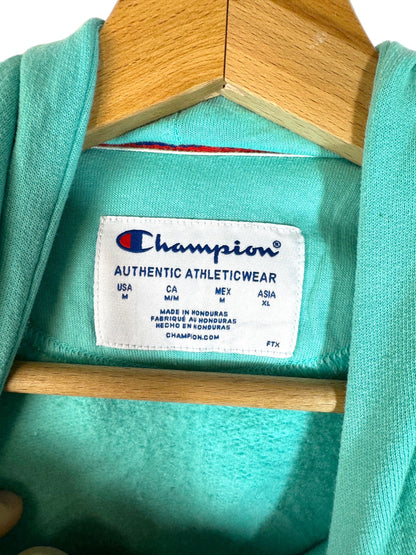 Champion®
AUTHENTIC ATHLETICWEAR
USA CA MEX ASIA
M M/M M XL
MADE IN HONDURAS
FABRIQUÉ AU HONDURAS
HECHO EN HONDURAS
CHAMPION.COM
FTX